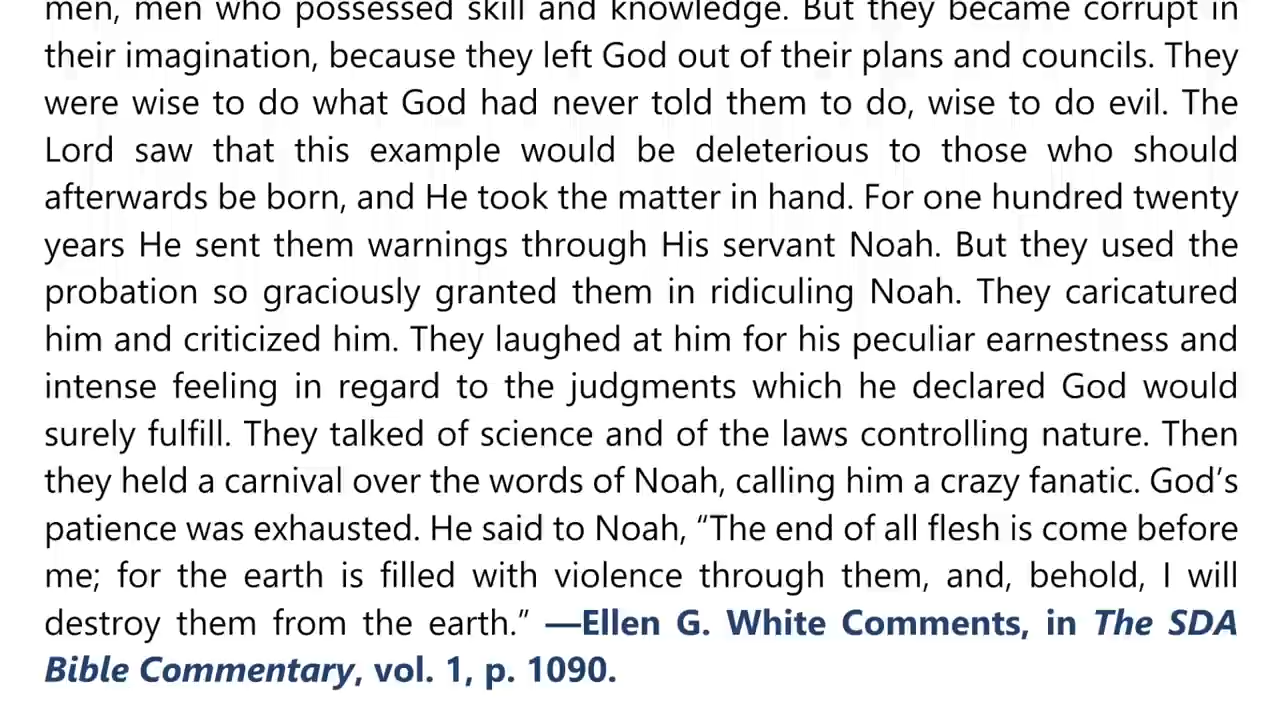 men, men who possessed skill and knowledge. But they became corrupt in
their imagination, because they left God out of their plans and councils. They
were wise to do what God had never told them to do, wise to do evil. The
Lord saw that this example would be deleterious to those who should
afterwards be born, and He took the matter in hand. For one hundred twenty
years He sent them warnings through His servant Noah. But they used the
probation so graciously granted them in ridiculing Noah. They caricatured
him and criticized him. They laughed at him for his peculiar earnestness and
intense feeling in regard to the judgments which he declared God would
surely fulfill. They talked of science and of the laws controlling nature. Then
they held a carnival over the words of Noah, calling him a crazy fanatic. God’s
patience was exhausted. He said to Noah, “The end of all flesh is come before
me; for the earth is filled with violence through them, and, behold, I will
destroy them from the earth.” —Ellen G. White Comments, in The SDA
Bible Commentary, vol. 1, p. 1090.